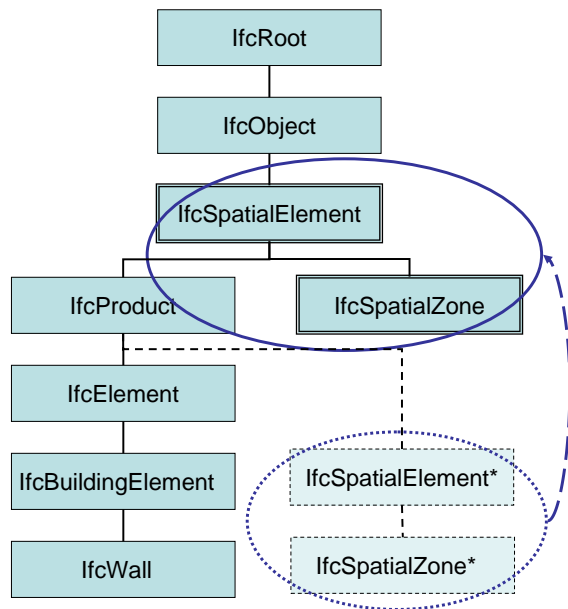 IfcRoot
IfcObject
IfcSpatialElement
IfcProduct
IfcSpatialZone
IfcElement
IfcBuildingElement
IfcSpatialElement*
IfcWall
IfcSpatialZone*